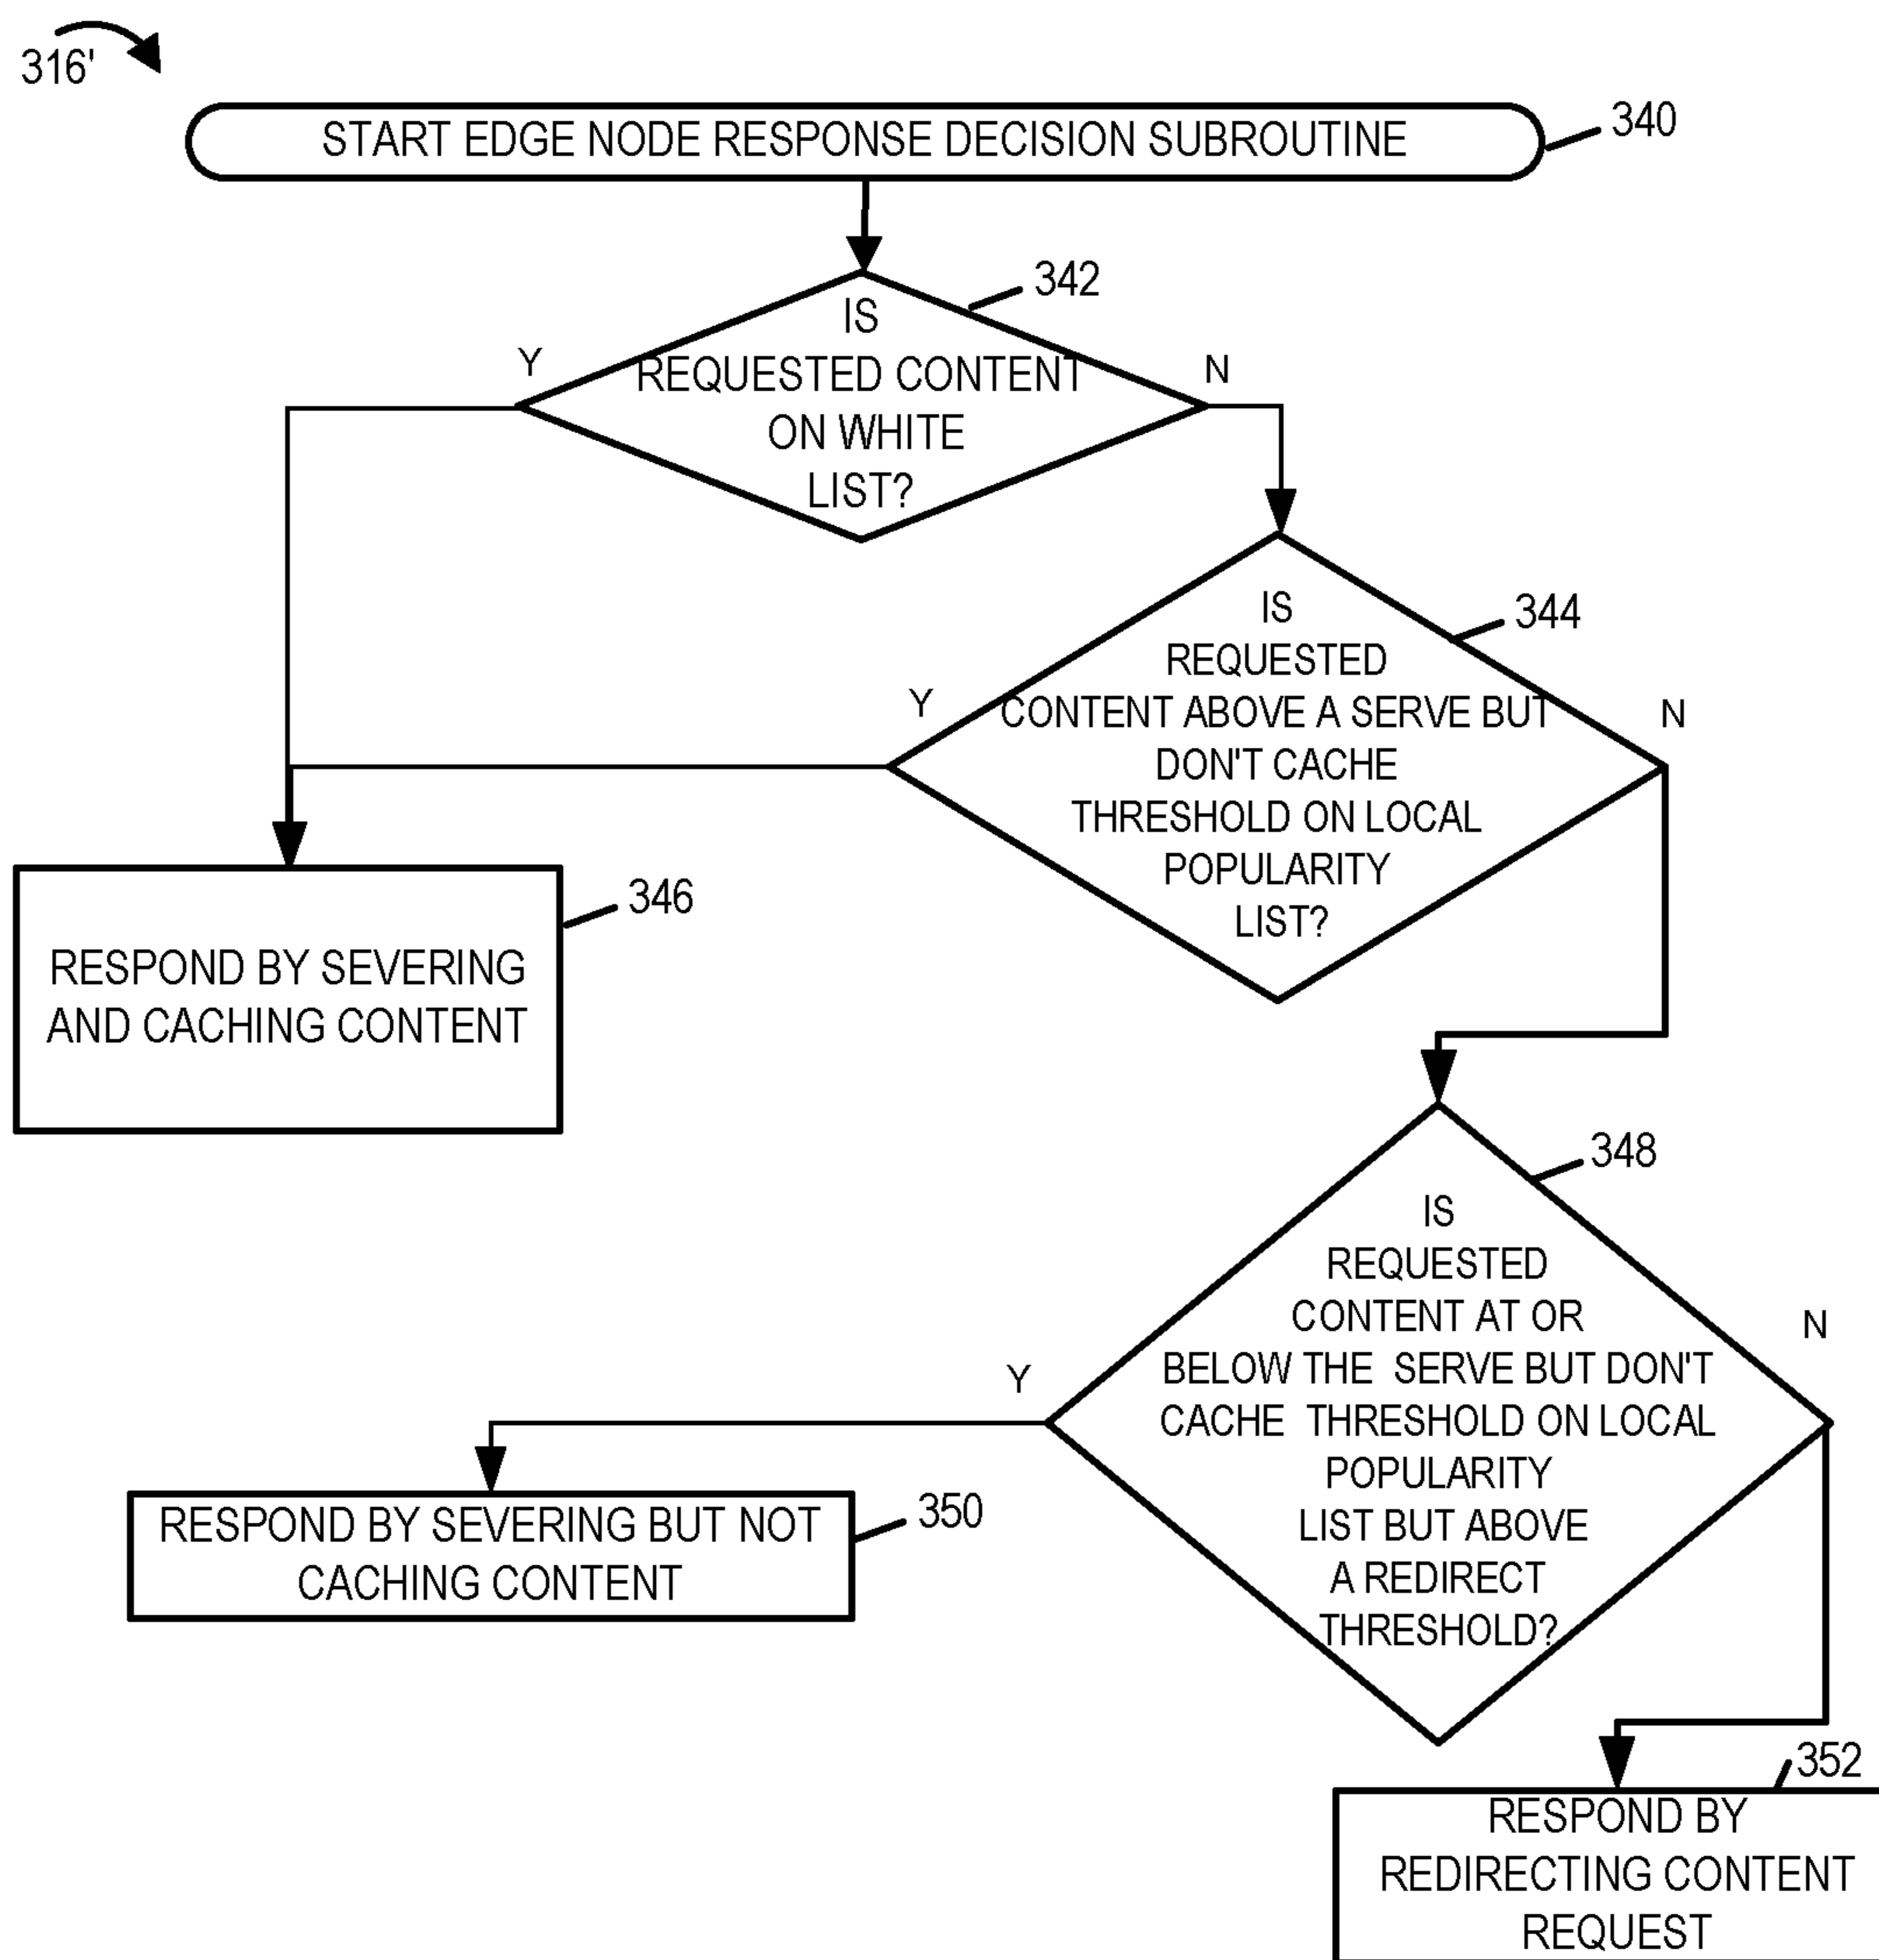 316'
START EDGE NODE RESPONSE DECISION SUBROUTINE
340
342
IS
REQUESTED CONTENT
ON WHITE
LIST?
Y
N
344
IS
REQUESTED
CONTENT ABOVE A SERVE BUT
DON'T CACHE
THRESHOLD ON LOCAL
POPULARITY
LIST?
Y
N
346
RESPOND BY SEVERING
AND CACHING CONTENT
348
IS
REQUESTED
CONTENT AT OR
BELOW THE SERVE BUT DON'T
CACHE THRESHOLD ON LOCAL
POPULARITY
LIST BUT ABOVE
A REDIRECT
THRESHOLD?
Y
N
350
RESPOND BY SEVERING BUT NOT
CACHING CONTENT
352
RESPOND BY
REDIRECTING CONTENT
REQUEST